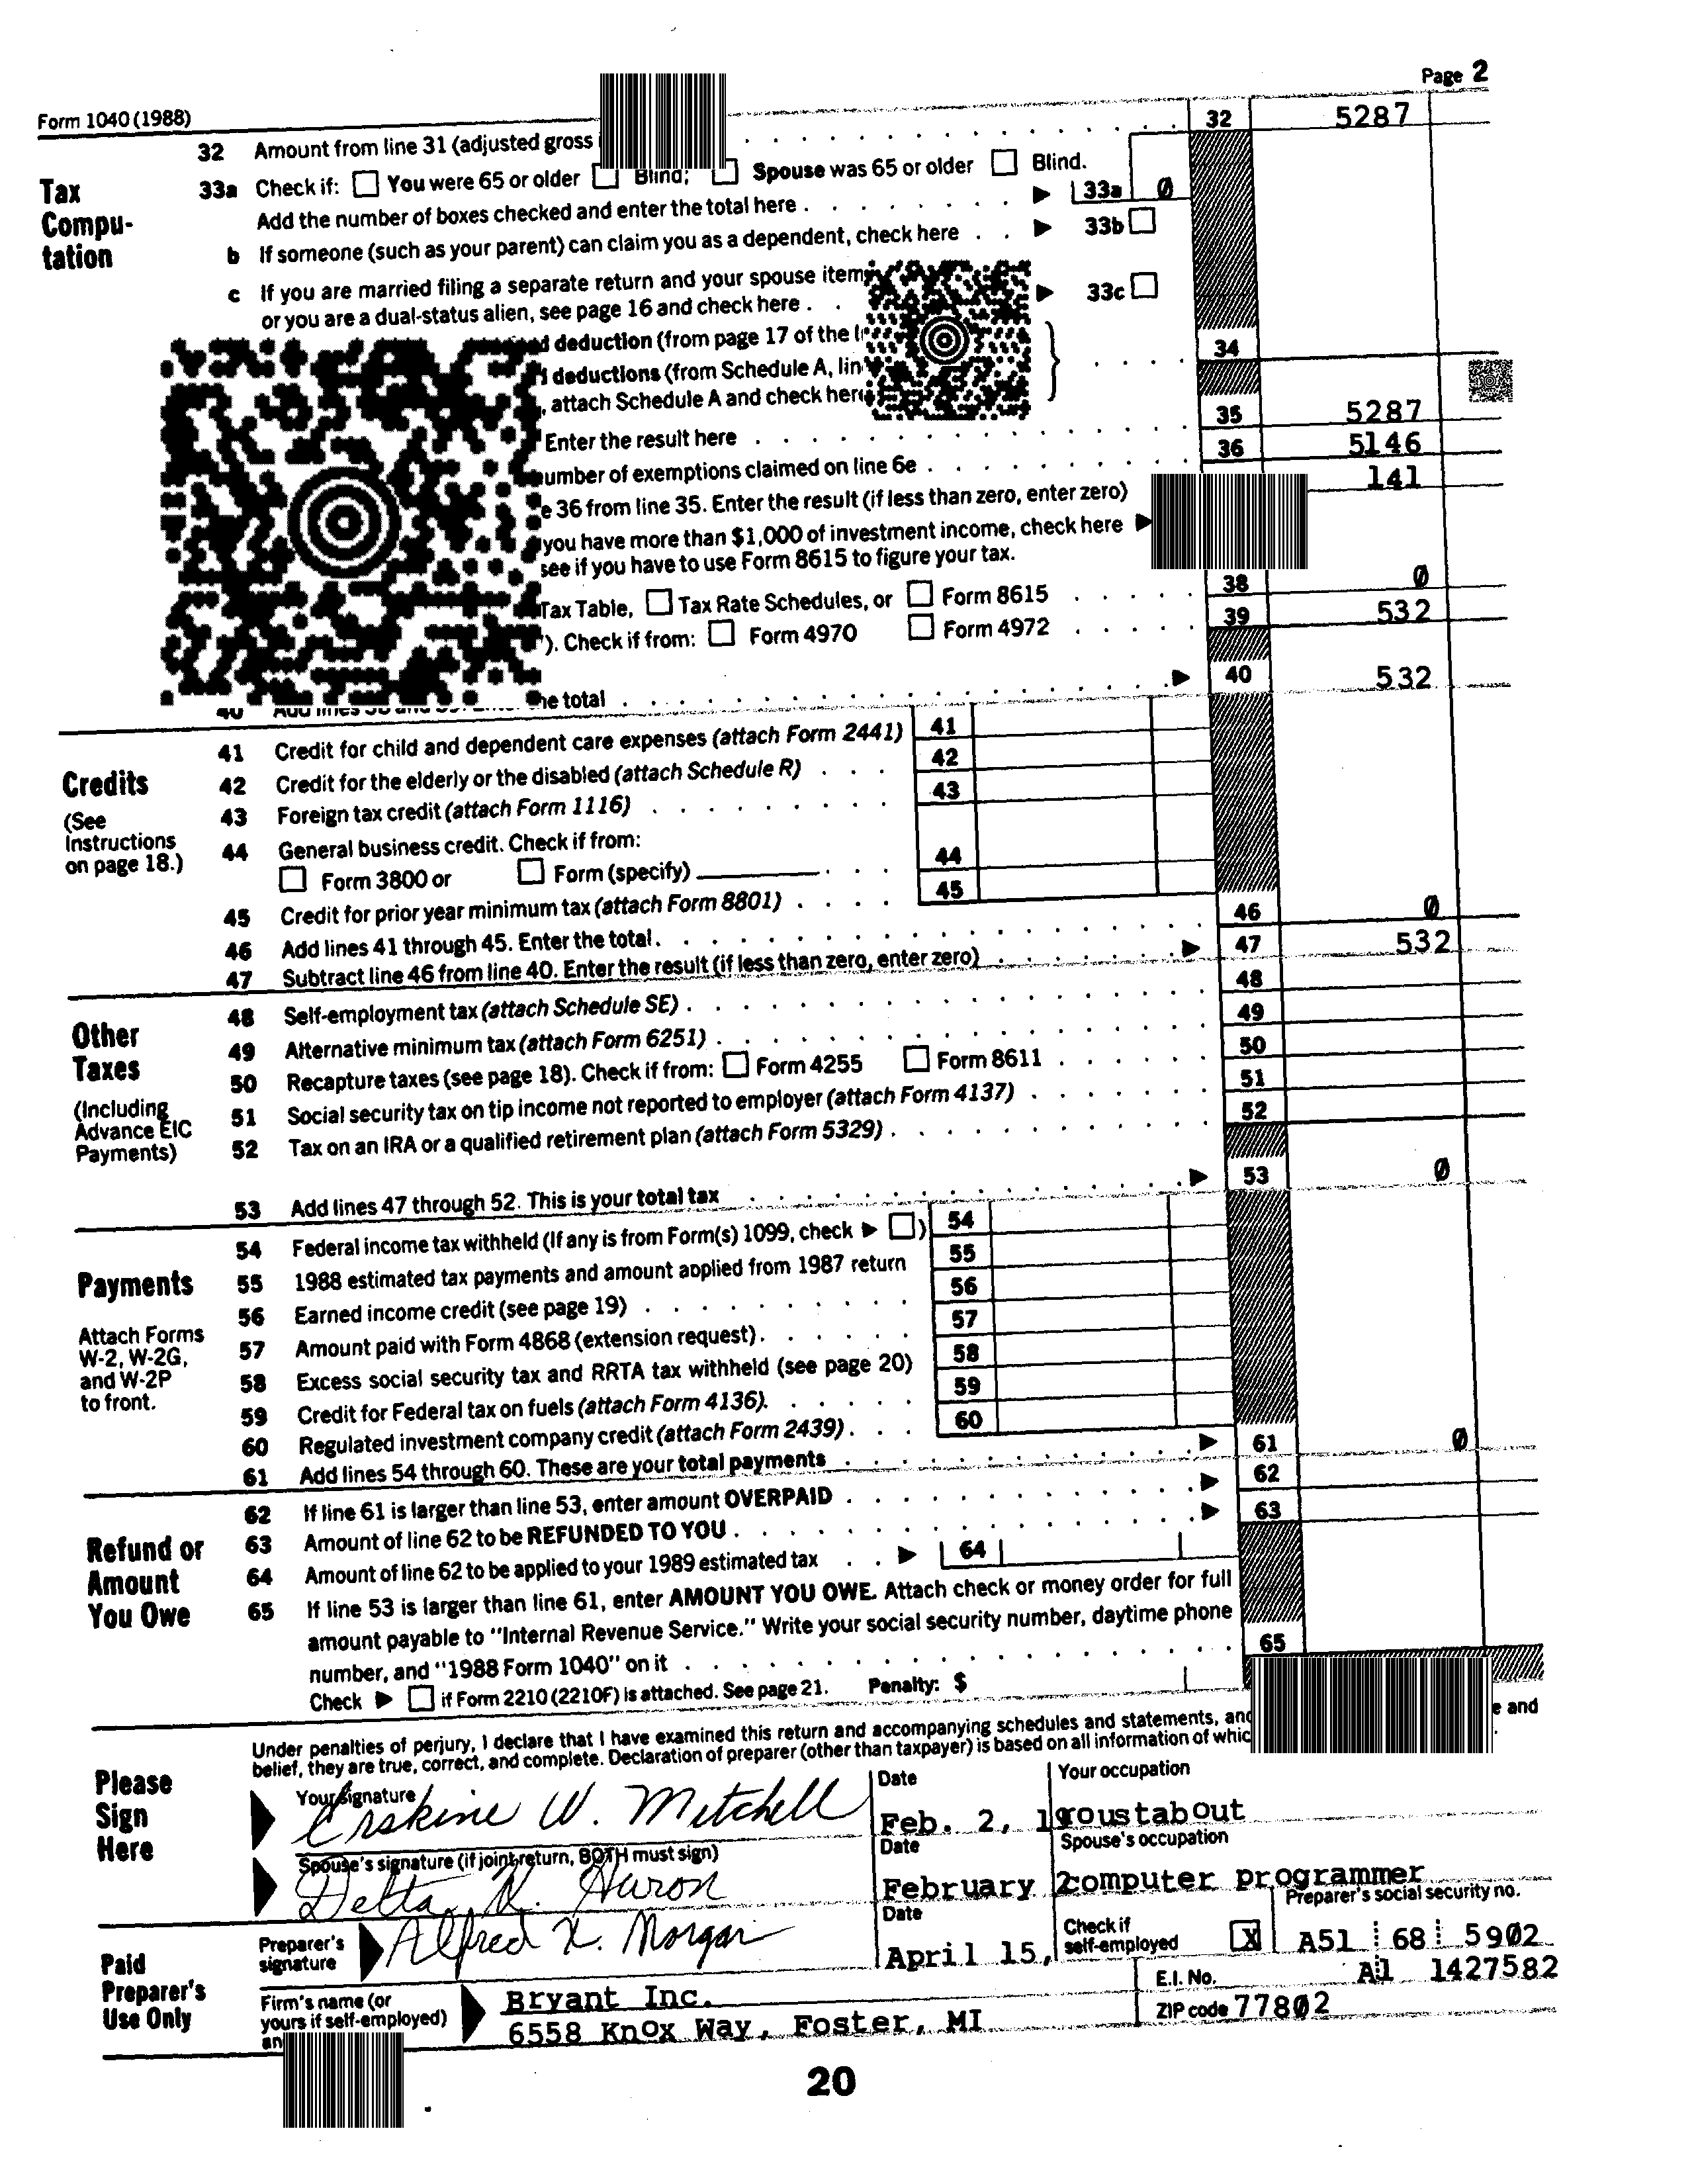 Page 2
Form 1040 (1988)
32 Amount from line 31 (adjusted gross 32 5287
Tax Compu- tation
33a Check if: You were 65 or older Blind; Spouse was 65 or older Blind.
Add the number of boxes checked and enter the total here 33a 0
b If someone (such as your parent) can claim you as a dependent, check here 33b
c If you are married filing a separate return and your spouse item
or you are a dual-status alien, see page 16 and check here 33c
deduction (from page 17 of the 34
deductions (from Schedule A,
, attach Schedule A and check here
Enter the result here 35 5287
number of exemptions claimed on line 6e 36 5146
e 36 from line 35. Enter the result (if less than zero, enter zero) 141
you have more than $1,000 of investment income, check here
see if you have to use Form 8615 to figure your tax.
Tax Table, Tax Rate Schedules, or Form 8615 38 0
). Check if from: Form 4970 Form 4972 39 532
he total 40 532
Credits
(See Instructions on page 18.)
41 Credit for child and dependent care expenses (attach Form 2441) 41
42 Credit for the elderly or the disabled (attach Schedule R) 42
43 Foreign tax credit (attach Form 1116) 43
44 General business credit. Check if from:
Form 3800 or Form (specify) 44
45 Credit for prior year minimum tax (attach Form 8801) 45
46 Add lines 41 through 45. Enter the total. 46 0
47 Subtract line 46 from line 40. Enter the result (if less than zero, enter zero) 47 532
Other Taxes
(Including Advance EIC Payments)
48 Self-employment tax (attach Schedule SE) 48
49 Alternative minimum tax (attach Form 6251) 49
50 Recapture taxes (see page 18). Check if from: Form 4255 Form 8611 50
51 Social security tax on tip income not reported to employer (attach Form 4137) 51
52 Tax on an IRA or a qualified retirement plan (attach Form 5329) 52
53 Add lines 47 through 52. This is your total tax 53 0
Payments
Attach Forms W-2, W-2G, and W-2P to front.
54 Federal income tax withheld (If any is from Form(s) 1099, check ) 54
55 1988 estimated tax payments and amount applied from 1987 return 55
56 Earned income credit (see page 19) 56
57 Amount paid with Form 4868 (extension request) 57
58 Excess social security tax and RRTA tax withheld (see page 20) 58
59 Credit for Federal tax on fuels (attach Form 4136). 59
60 Regulated investment company credit (attach Form 2439) 60
61 Add lines 54 through 60. These are your total payments 61 0
Refund or Amount You Owe
62 If line 61 is larger than line 53, enter amount OVERPAID 62
63 Amount of line 62 to be REFUNDED TO YOU 63
64 Amount of line 62 to be applied to your 1989 estimated tax 64
65 If line 53 is larger than line 61, enter AMOUNT YOU OWE. Attach check or money order for full
amount payable to "Internal Revenue Service." Write your social security number, daytime phone
number, and "1988 Form 1040" on it 65
Check if Form 2210 (2210F) is attached. See page 21. Penalty: $
Please Sign Here
Under penalties of perjury, I declare that I have examined this return and accompanying schedules and statements, and e and
belief, they are true, correct, and complete. Declaration of preparer (other than taxpayer) is based on all information of whic
Your signature Date Your occupation
Erskine W. Mitchell Feb. 2, 19 roustabout
Spouse's signature (if joint return, BOTH must sign) Date Spouse's occupation
Delta N. Aaron February 2 computer programmer
Paid Preparer's Use Only
Preparer's signature Date Check if self-employed Preparer's social security no.
Alfred X. Morgan April 15, X A51 68 5902
Firm's name (or yours if self-employed) an
Bryant Inc. E.I. No. A1 1427582
6558 Knox Way, Foster, MI ZIP code 77802
20